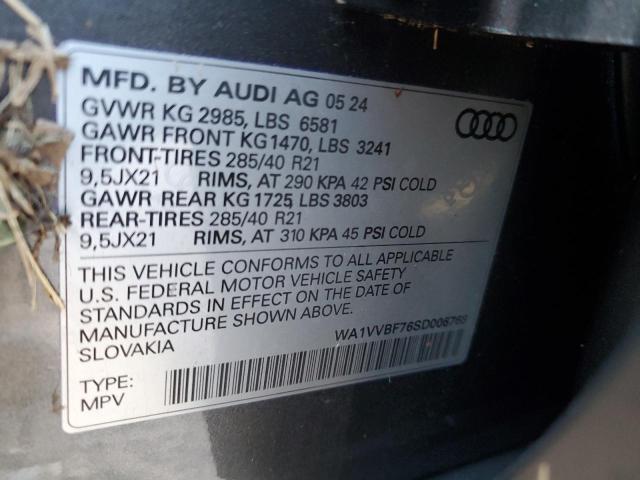 MFD. BY AUDI AG 05 24
GVWR KG 2985, LBS 6581
GAWR FRONT KG1470, LBS 3241
FRONT-TIRES 285/40 R21
9,5JX21 RIMS, AT 290 KPA 42 PSI COLD
GAWR REAR KG 1725, LBS 3803
REAR-TIRES 285/40 R21
9,5JX21 RIMS, AT 310 KPA 45 PSI COLD
THIS VEHICLE CONFORMS TO ALL APPLICABLE
U.S. FEDERAL MOTOR VEHICLE SAFETY
STANDARDS IN EFFECT ON THE DATE OF
MANUFACTURE SHOWN ABOVE.
SLOVAKIA
WA1VVBF76SD006768
TYPE:
MPV